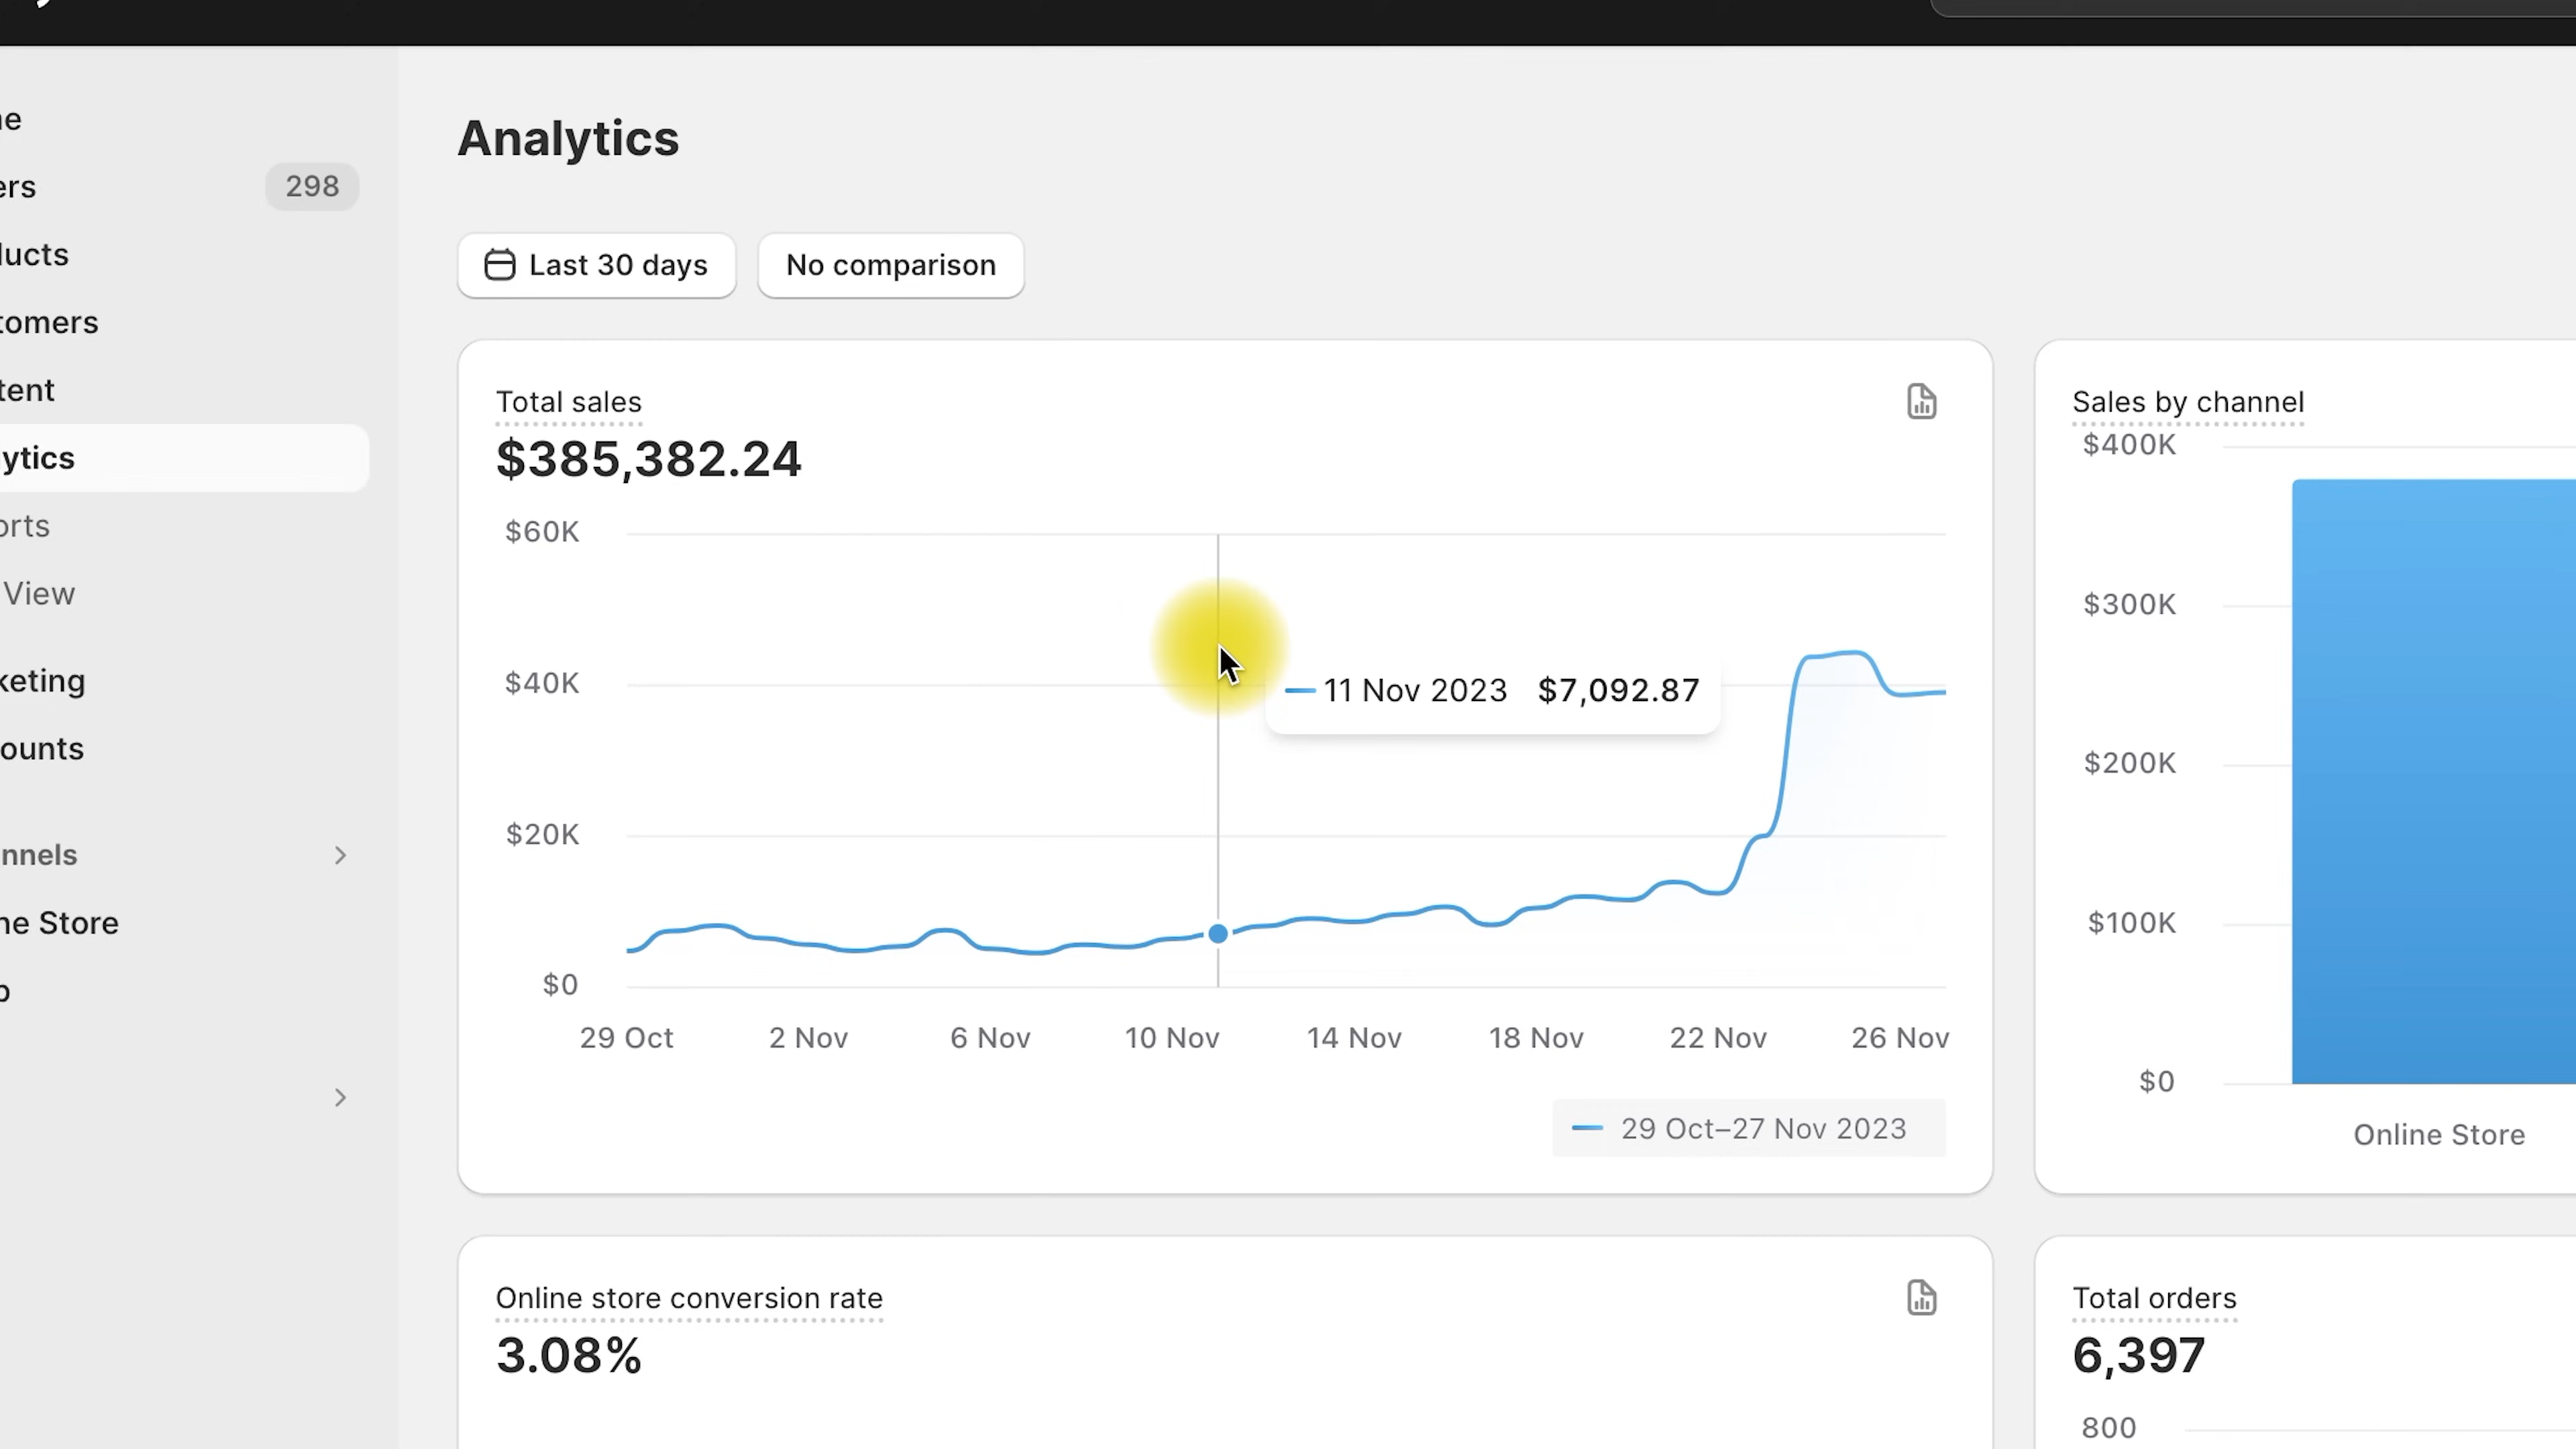 298
View
Analytics
Last 30 days
No comparison
Total sales
$385,382.24
$60K
$40K
$20K
$0
11 Nov 2023 $7,092.87
29 Oct 2 Nov 6 Nov 10 Nov 14 Nov 18 Nov 22 Nov 26 Nov
29 Oct–27 Nov 2023
Sales by channel
$400K
$300K
$200K
$100K
$0
Online Store
Online store conversion rate
3.08%
Total orders
6,397
800
ne
ers
lucts
tomers
tent
ytics
orts
keting
ounts
nnels
ne Store
p